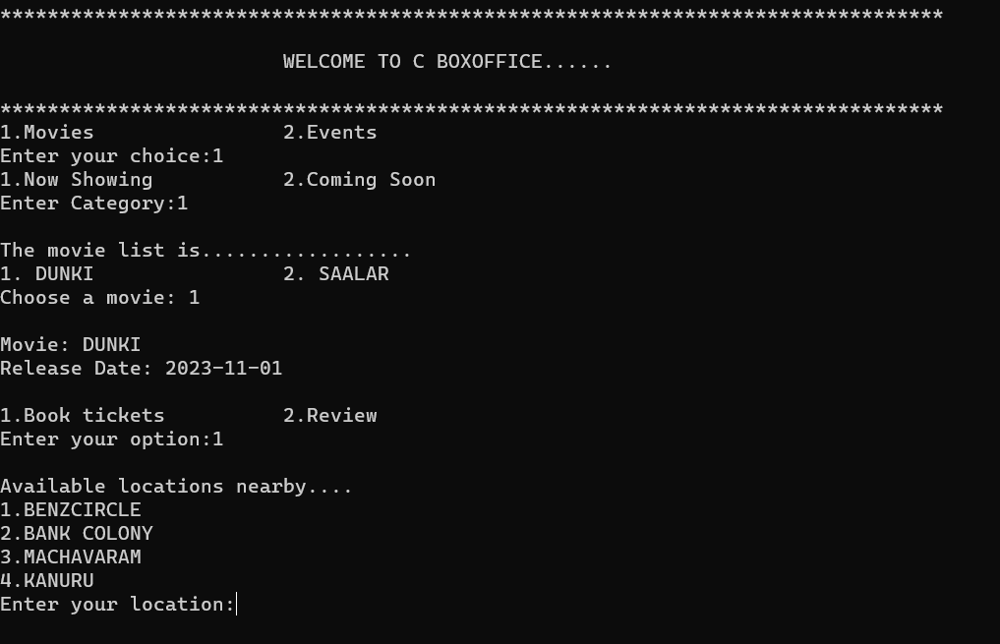 ********************************************************************************
WELCOME TO C BOXOFFICE......
********************************************************************************
1.Movies                2.Events
Enter your choice:1
1.Now Showing           2.Coming Soon
Enter Category:1
The movie list is..................
1. DUNKI                2. SAALAR
Choose a movie: 1
Movie: DUNKI
Release Date: 2023-11-01
1.Book tickets          2.Review
Enter your option:1
Available locations nearby....
1.BENZCIRCLE
2.BANK COLONY
3.MACHAVARAM
4.KANURU
Enter your location: